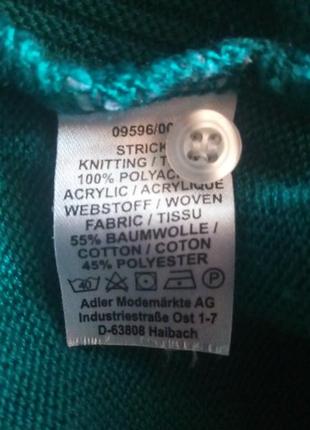 09596/00
STRICK
KNITTING / T
100% POLYAC
ACRYLIC / ACRYLIQUE
WEBSTOFF / WOVEN
FABRIC / TISSU
55% BAUMWOLLE /
COTTON / COTON
45% POLYESTER
40 P
Adler Modemärkte AG
Industriestraße Ost 1-7
D-63808 Haibach